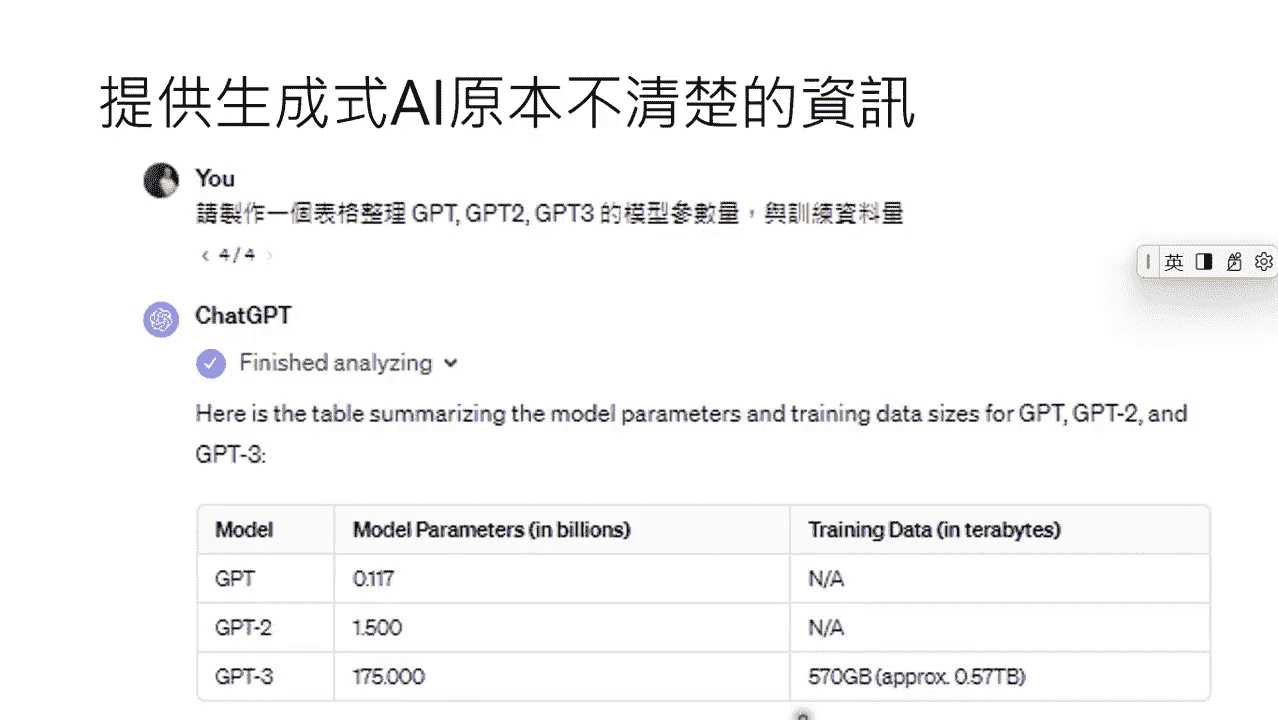 提供生成式AI原本不清楚的資訊
You
請製作一個表格整理 GPT, GPT2, GPT3 的模型參數量，與訓練資料量
< 4 / 4 >
英
ChatGPT
Finished analyzing
Here is the table summarizing the model parameters and training data sizes for GPT, GPT-2, and
GPT-3:
Model Model Parameters (in billions) Training Data (in terabytes)
GPT 0.117 N/A
GPT-2 1.500 N/A
GPT-3 175.000 570GB (approx. 0.57TB)